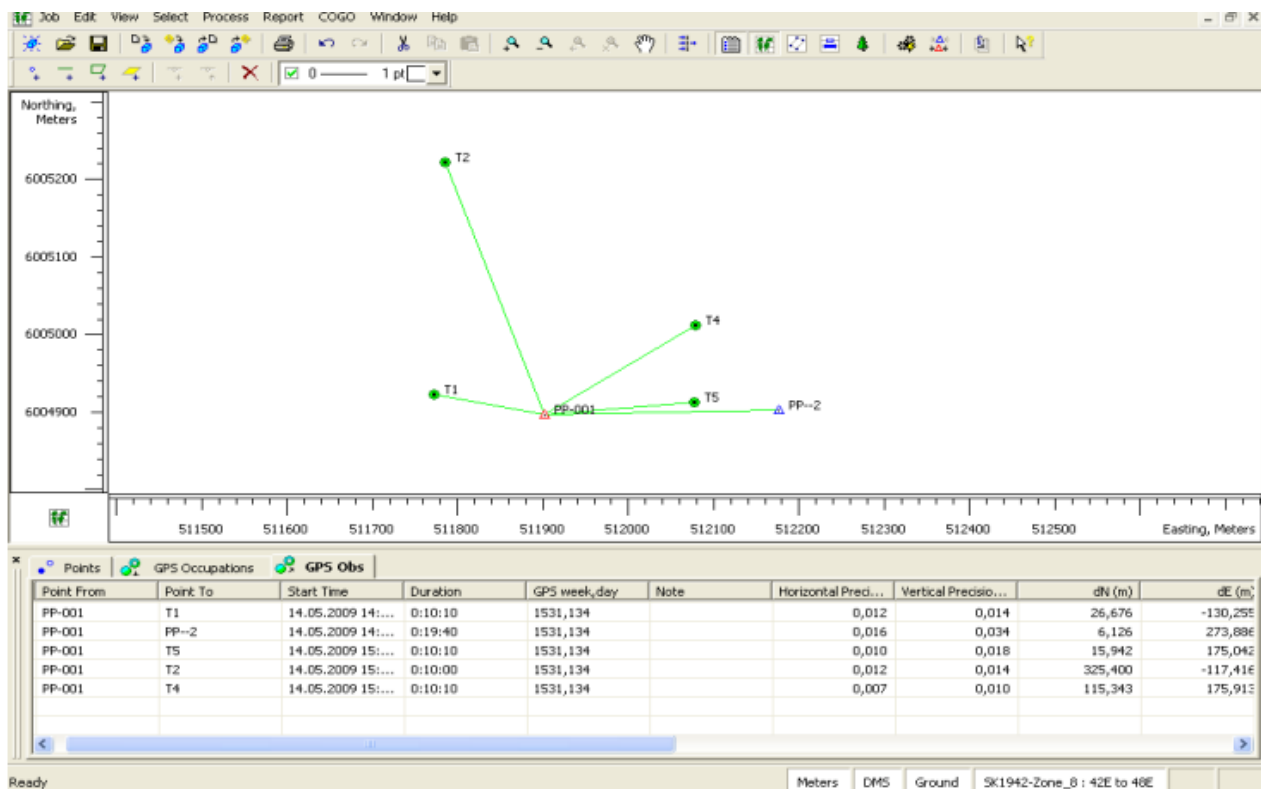 Job Edit View Select Process Report COGO Window Help
0 1 pt
Northing,
Meters
T2
6005200
6005100
T4
6005000
T1
T5
PP-001
PP--2
6004900
511500 511600 511700 511800 511900 512000 512100 512200 512300 512400 512500 Easting, Meters
Points GPS Occupations GPS Obs
Point From Point To Start Time Duration GPS week,day Note Horizontal Preci... Vertical Precisio... dN (m) dE (m)
PP-001 T1 14.05.2009 14:... 0:10:10 1531,134 0,012 0,014 26,676 -130,255
PP-001 PP--2 14.05.2009 14:... 0:19:40 1531,134 0,016 0,034 6,126 273,886
PP-001 T5 14.05.2009 15:... 0:10:10 1531,134 0,010 0,018 15,942 175,042
PP-001 T2 14.05.2009 15:... 0:10:00 1531,134 0,012 0,014 325,400 -117,416
PP-001 T4 14.05.2009 15:... 0:10:10 1531,134 0,007 0,010 115,343 175,913
Ready Meters DMS Ground SK1942-Zone_8 : 42E to 48E